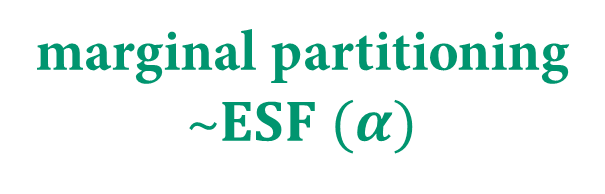 marginal partitioning
~ESF (α)